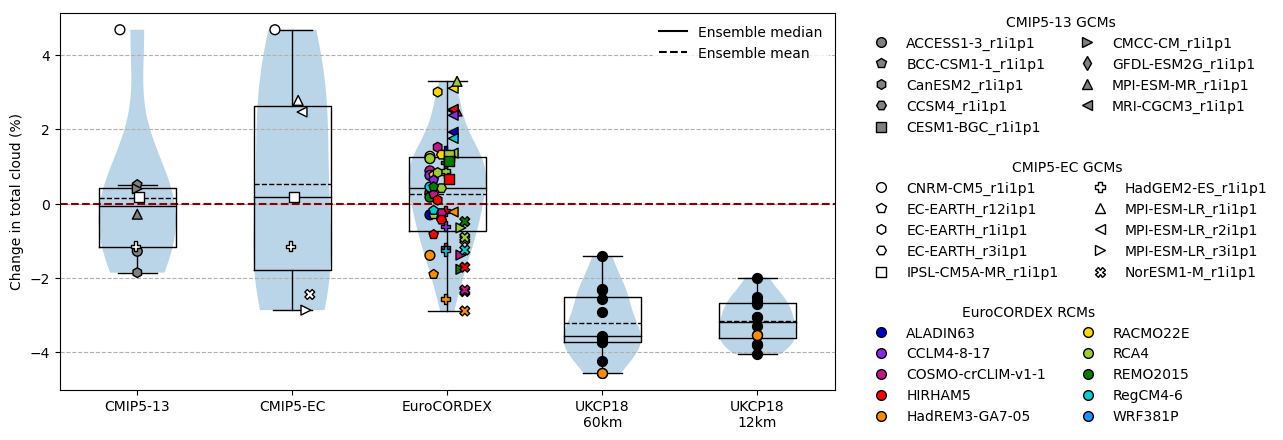 Change in total cloud (%)
4
2
0
−2
−4
Ensemble median
Ensemble mean
CMIP5-13
CMIP5-EC
EuroCORDEX
UKCP18
60km
UKCP18
12km
CMIP5-13 GCMs
ACCESS1-3_r1i1p1
BCC-CSM1-1_r1i1p1
CanESM2_r1i1p1
CCSM4_r1i1p1
CESM1-BGC_r1i1p1
CMCC-CM_r1i1p1
GFDL-ESM2G_r1i1p1
MPI-ESM-MR_r1i1p1
MRI-CGCM3_r1i1p1
CMIP5-EC GCMs
CNRM-CM5_r1i1p1
EC-EARTH_r12i1p1
EC-EARTH_r1i1p1
EC-EARTH_r3i1p1
IPSL-CM5A-MR_r1i1p1
HadGEM2-ES_r1i1p1
MPI-ESM-LR_r1i1p1
MPI-ESM-LR_r2i1p1
MPI-ESM-LR_r3i1p1
NorESM1-M_r1i1p1
EuroCORDEX RCMs
ALADIN63
CCLM4-8-17
COSMO-crCLIM-v1-1
HIRHAM5
HadREM3-GA7-05
RACMO22E
RCA4
REMO2015
RegCM4-6
WRF381P